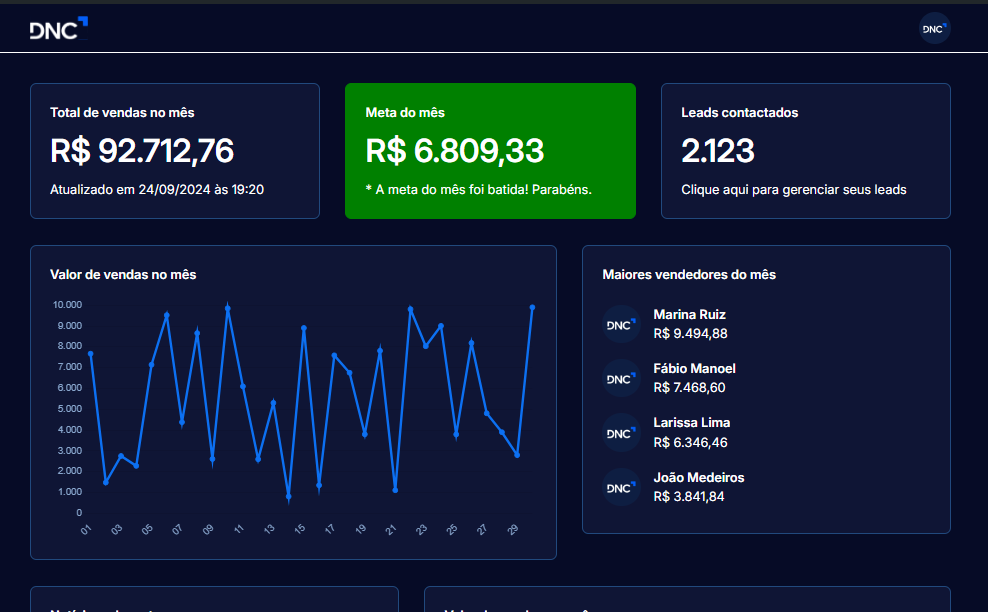 DNC
DNC
Total de vendas no mês
R$ 92.712,76
Atualizado em 24/09/2024 às 19:20
Meta do mês
R$ 6.809,33
* A meta do mês foi batida! Parabéns.
Leads contactados
2.123
Clique aqui para gerenciar seus leads
Valor de vendas no mês
10.000
9.000
8.000
7.000
6.000
5.000
4.000
3.000
2.000
1.000
0
01 03 05 07 09 11 13 15 17 19 21 23 25 27 29
Maiores vendedores do mês
DNC
Marina Ruiz
R$ 9.494,88
DNC
Fábio Manoel
R$ 7.468,60
DNC
Larissa Lima
R$ 6.346,46
DNC
João Medeiros
R$ 3.841,84